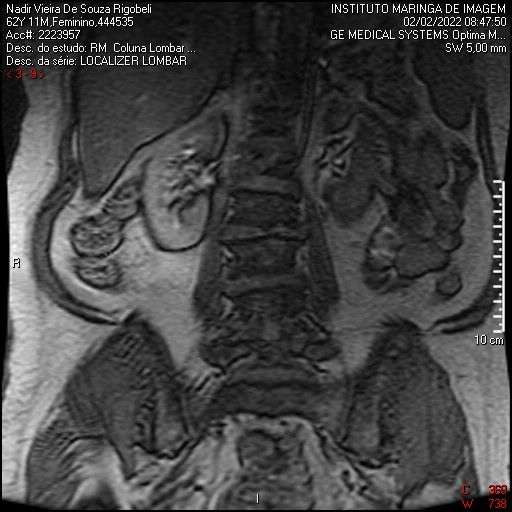 Nadir Vieira De Souza Rigobeli
62Y 11M,Feminino,444535
Acc#: 2223957
Desc. do estudo: RM Coluna Lombar ...
Desc. da série: LOCALIZER LOMBAR
< 3 - 9 >
INSTITUTO MARINGA DE IMAGEM
02/02/2022 08:47:50
GE MEDICAL SYSTEMS Optima M...
SW 5,00 mm
R
10 cm
I
C 369
W 738